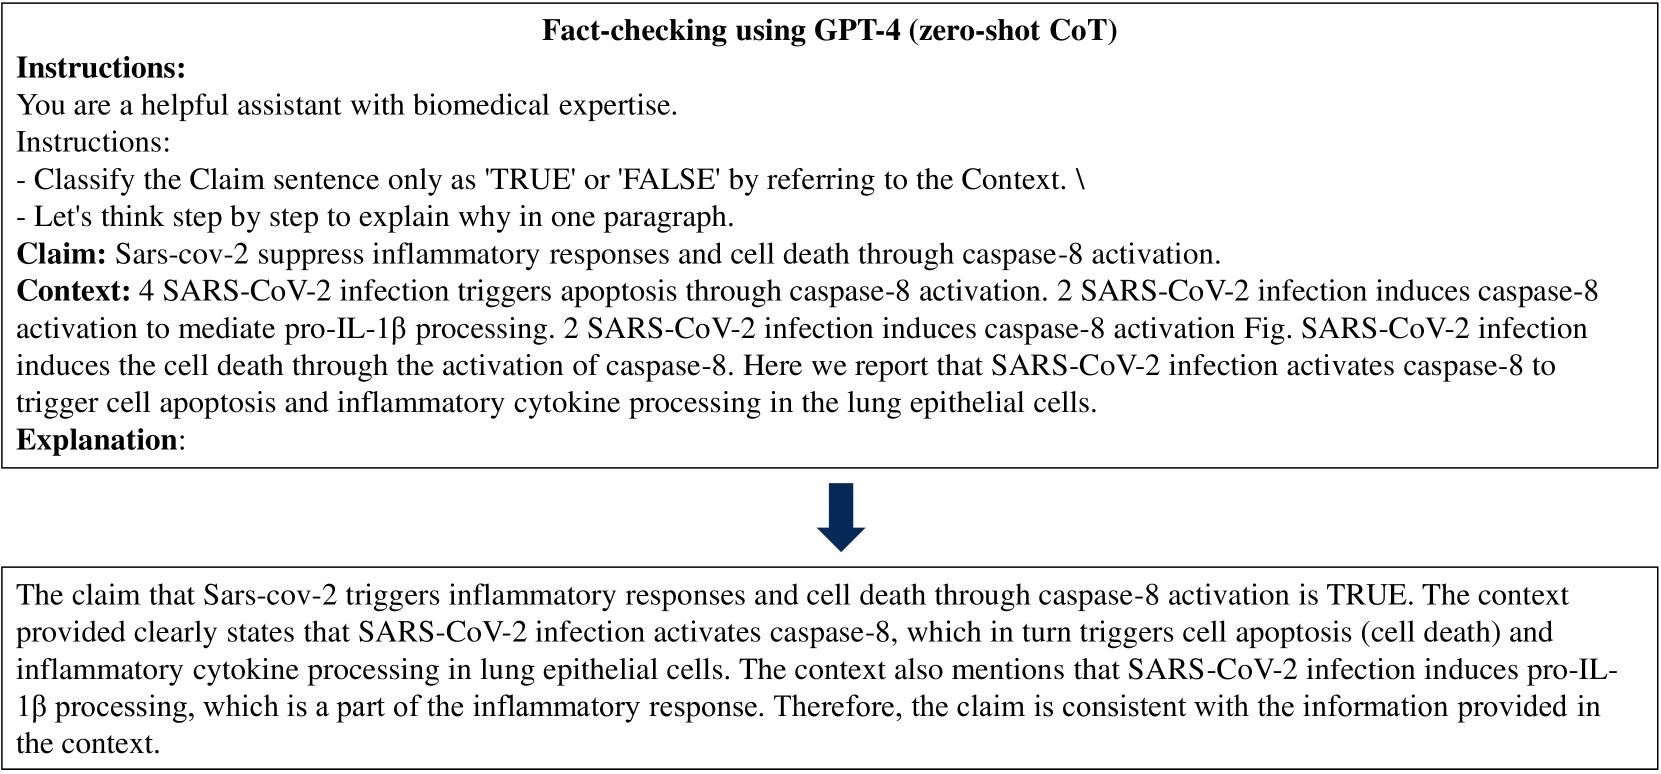 Fact-checking using GPT-4 (zero-shot CoT)
Instructions:
You are a helpful assistant with biomedical expertise.
Instructions:
- Classify the Claim sentence only as 'TRUE' or 'FALSE' by referring to the Context. \
- Let's think step by step to explain why in one paragraph.
Claim: Sars-cov-2 suppress inflammatory responses and cell death through caspase-8 activation.
Context: 4 SARS-CoV-2 infection triggers apoptosis through caspase-8 activation. 2 SARS-CoV-2 infection induces caspase-8
activation to mediate pro-IL-1β processing. 2 SARS-CoV-2 infection induces caspase-8 activation Fig. SARS-CoV-2 infection
induces the cell death through the activation of caspase-8. Here we report that SARS-CoV-2 infection activates caspase-8 to
trigger cell apoptosis and inflammatory cytokine processing in the lung epithelial cells.
Explanation:
The claim that Sars-cov-2 triggers inflammatory responses and cell death through caspase-8 activation is TRUE. The context
provided clearly states that SARS-CoV-2 infection activates caspase-8, which in turn triggers cell apoptosis (cell death) and
inflammatory cytokine processing in lung epithelial cells. The context also mentions that SARS-CoV-2 infection induces pro-IL-
1β processing, which is a part of the inflammatory response. Therefore, the claim is consistent with the information provided in
the context.